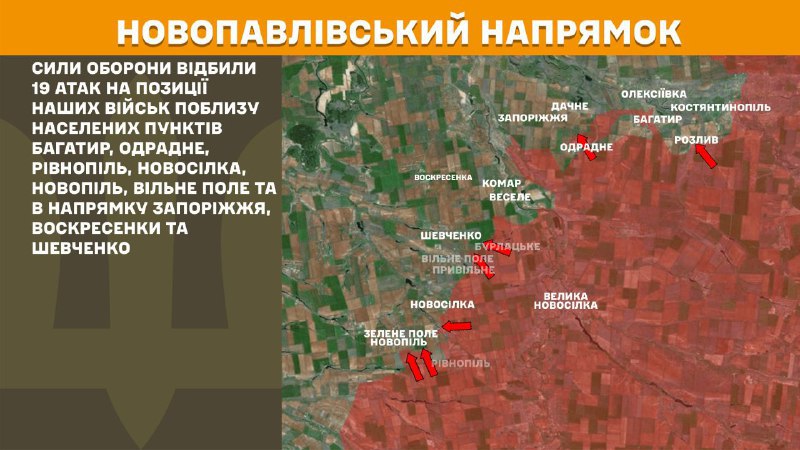 НОВОПАВЛІВСЬКИЙ НАПРЯМОК
СИЛИ ОБОРОНИ ВІДБИЛИ
19 АТАК НА ПОЗИЦІЇ
НАШИХ ВІЙСЬК ПОБЛИЗУ
НАСЕЛЕНИХ ПУНКТІВ
БАГАТИР, ОДРАДНЕ,
РІВНОПІЛЬ, НОВОСІЛКА,
НОВОПІЛЬ, ВІЛЬНЕ ПОЛЕ ТА
В НАПРЯМКУ ЗАПОРІЖЖЯ,
ВОСКРЕСЕНКИ ТА
ШЕВЧЕНКО
ОЛЕКСІЇВКА
ДАЧНЕ
КОСТЯНТИНОПІЛЬ
ЗАПОРІЖЖЯ
БАГАТИР
РОЗЛИВ
ОДРАДНЕ
ВОСКРЕСЕНКА
КОМАР
ВЕСЕЛЕ
ШЕВЧЕНКО
БУРЛАЦЬКЕ
ВІЛЬНЕ ПОЛЕ
ПРИВІЛЬНЕ
ВЕЛИКА
НОВОСІЛКА
НОВОСІЛКА
ЗЕЛЕНЕ ПОЛЕ
НОВОПІЛЬ
РІВНОПІЛЬ